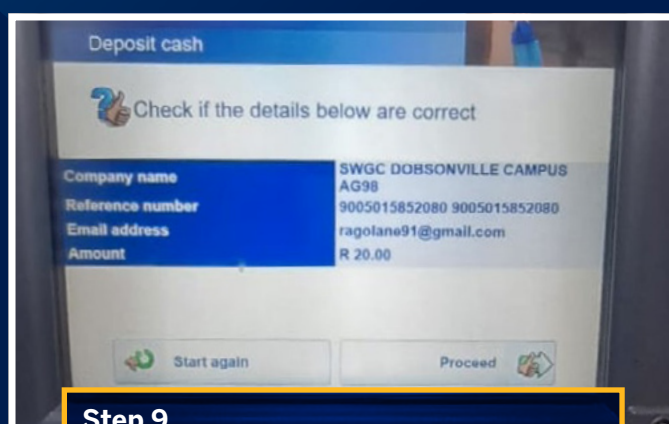 Deposit cash
Check if the details below are correct
Company name SWGC DOBSONVILLE CAMPUS
AG98
Reference number 9005015852080 9005015852080
Email address ragolane91@gmail.com
Amount R 20.00
Start again Proceed
Step 9